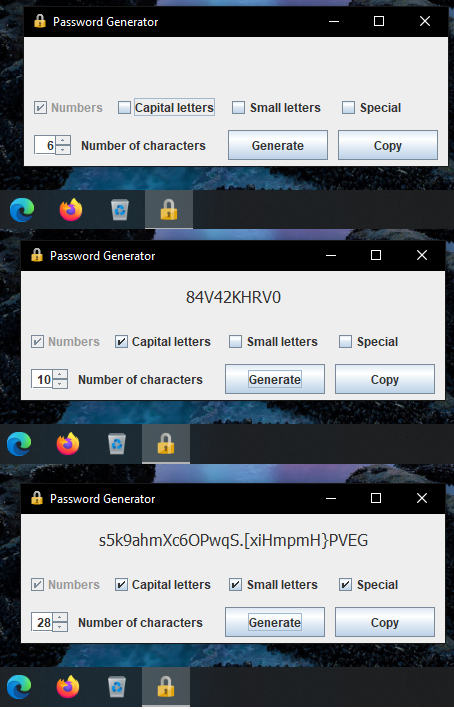 Password Generator
Numbers Capital letters Small letters Special
6 Number of characters Generate Copy
Password Generator
84V42KHRV0
Numbers Capital letters Small letters Special
10 Number of characters Generate Copy
Password Generator
s5k9ahmXc6OPwqS.[xiHmpmH}PVEG
Numbers Capital letters Small letters Special
28 Number of characters Generate Copy